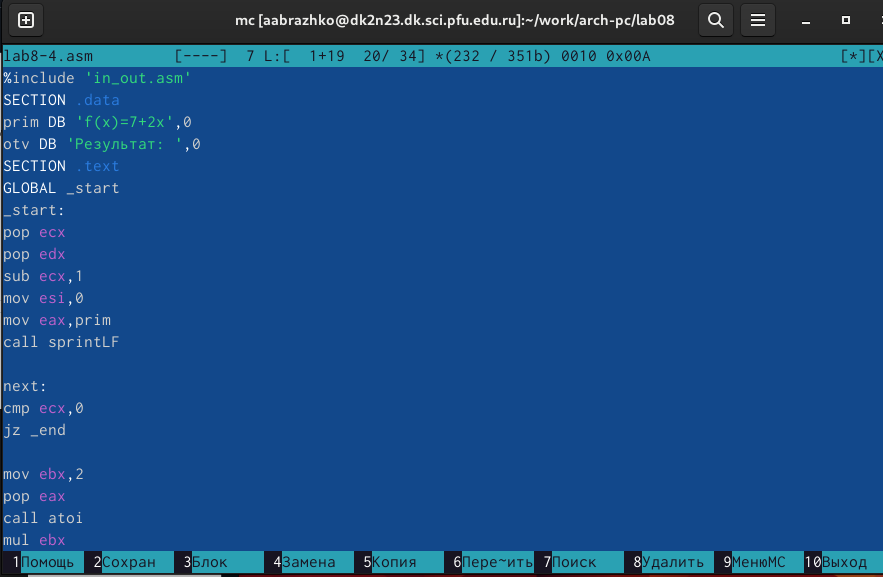 mc [aabrazhko@dk2n23.dk.sci.pfu.edu.ru]:~/work/arch-pc/lab08
lab8-4.asm [----] 7 L:[ 1+19 20/ 34] *(232 / 351b) 0010 0x00A [*][X
%include 'in_out.asm'
SECTION .data
prim DB 'f(x)=7+2x',0
otv DB 'Результат: ',0
SECTION .text
GLOBAL _start
_start:
pop ecx
pop edx
sub ecx,1
mov esi,0
mov eax,prim
call sprintLF
next:
cmp ecx,0
jz _end
mov ebx,2
pop eax
call atoi
mul ebx
1Помощь 2Сохран 3Блок 4Замена 5Копия 6Пере~ить 7Поиск 8Удалить 9МенюМС 10Выход